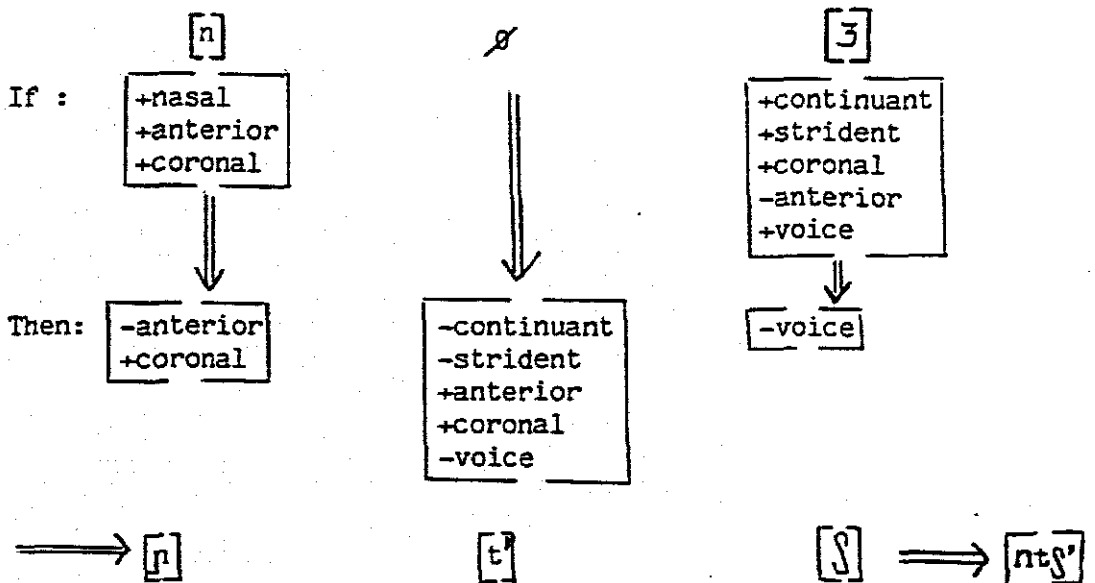 [n] ∅ [ʒ]
If : +nasal +continuant
+anterior +strident
+coronal +coronal
-anterior
+voice
Then: -anterior -continuant -voice
+coronal -strident
+anterior
+coronal
-voice
[ɲ] [t'] [ʃ] [ntʃ']